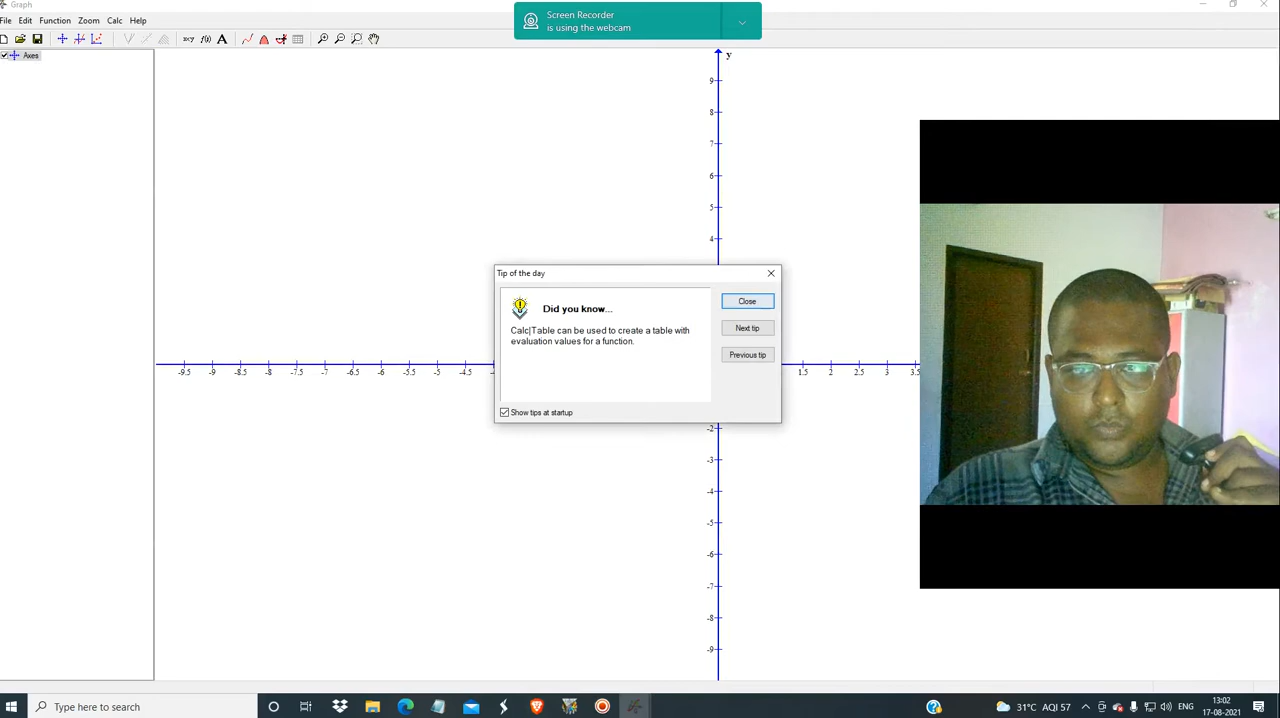 Graph
File Edit Function Zoom Calc Help
Screen Recorder
is using the webcam
Axes
y
9
8
7
6
5
4
Tip of the day
Did you know...
Calc|Table can be used to create a table with
evaluation values for a function.
Close
Next tip
Previous tip
Show tips at startup
-9.5 -9 -8.5 -8 -7.5 -7 -6.5 -6 -5.5 -5 -4.5 -4 1.5 2 2.5 3 3.5
-2
-3
-4
-5
-6
-7
-8
-9
Type here to search
31°C AQI 57
ENG
13:02
17-08-2021